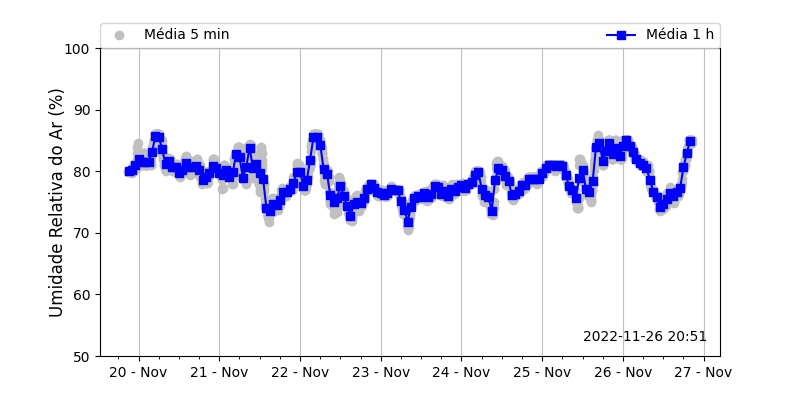 Média 5 min Média 1 h
100
90
80
70
60
50
Umidade Relativa do Ar (%)
2022-11-26 20:51
20 - Nov 21 - Nov 22 - Nov 23 - Nov 24 - Nov 25 - Nov 26 - Nov 27 - Nov